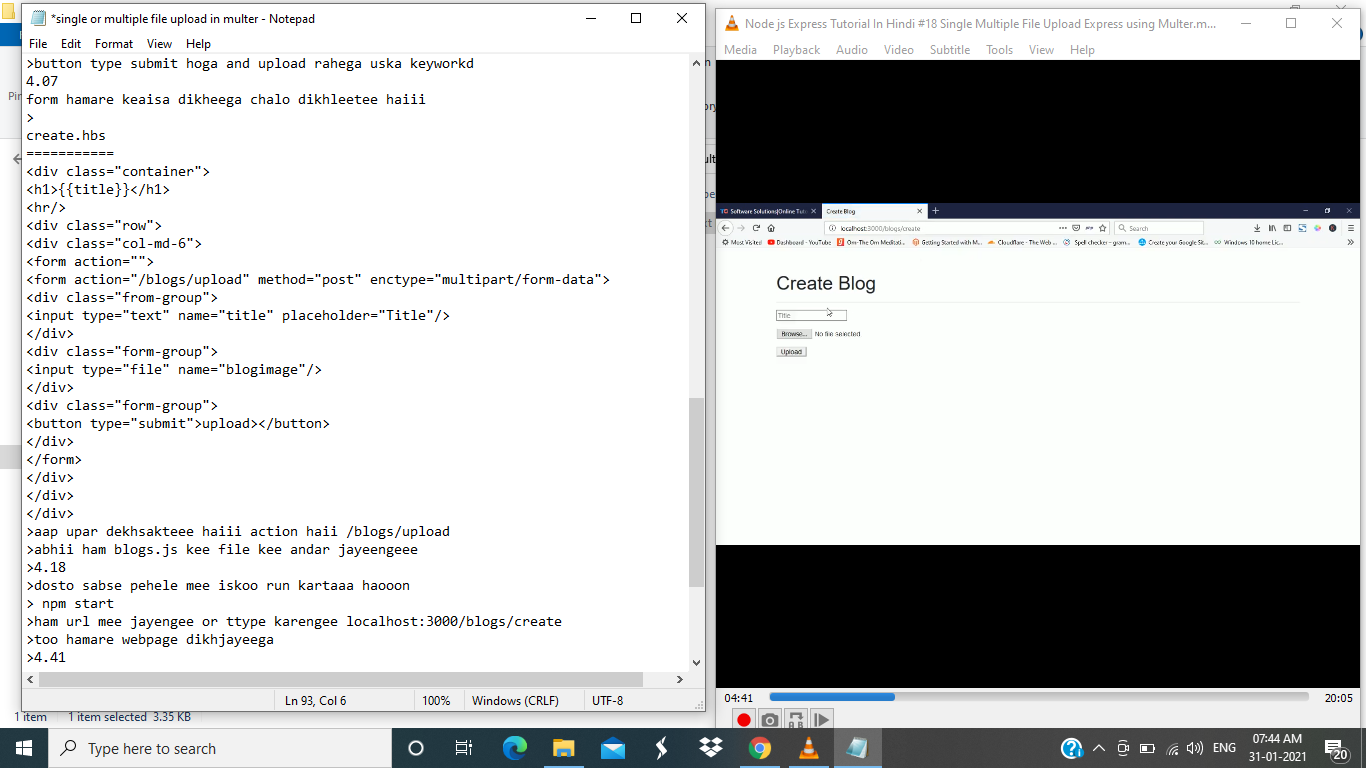 *single or multiple file upload in multer - Notepad
File Edit Format View Help
>button type submit hoga and upload rahega uska keyworkd
4.07
form hamare keaisa dikheega chalo dikhleetee haiii
>
create.hbs
===========
<div class="container">
<h1>{{title}}</h1>
<hr/>
<div class="row">
<div class="col-md-6">
<form action="">
<form action="/blogs/upload" method="post" enctype="multipart/form-data">
<div class="from-group">
<input type="text" name="title" placeholder="Title"/>
</div>
<div class="form-group">
<input type="file" name="blogimage"/>
</div>
<div class="form-group">
<button type="submit">upload></button>
</div>
</form>
</div>
</div>
</div>
>aap upar dekhsakteee haiii action haii /blogs/upload
>abhii ham blogs.js kee file kee andar jayeengeee
>4.18
>dosto sabse pehele mee iskoo run kartaaa haooon
> npm start
>ham url mee jayengee or ttype karengee localhost:3000/blogs/create
>too hamare webpage dikhjayeega
>4.41
Ln 93, Col 6 100% Windows (CRLF) UTF-8
1 item 1 item selected 3.35 KB
Node js Express Tutorial In Hindi #18 Single Multiple File Upload Express using Multer.m...
Media Playback Audio Video Subtitle Tools View Help
Software Solutions|Online Tut Create Blog
localhost:3000/blogs/create Search
Most Visited Dashboard - YouTube Om-The Om Meditati... Getting Started with M... Cloudflare - The Web ... Spell checker – gram... Create your Google Sit... Windows 10 home Lic...
Create Blog
Title
Browse... No file selected.
Upload
04:41 20:05
Type here to search
ENG 07:44 AM
31-01-2021
20